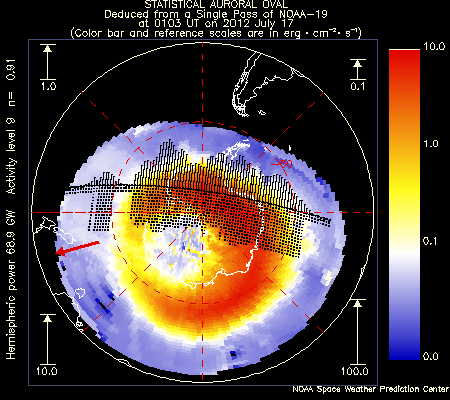 STATISTICAL AURORAL OVAL
Deduced from a Single Pass of NOAA-19
at 0103 UT on 2012 July 17
(Color bar and reference scales are in erg·cm⁻²·s⁻¹)
1.0
0.1
10.0
1.0
0.1
0.0
Hemispheric power 68.9 GW Activity level 9 n= 0.91
10.0
100.0
NOAA Space Weather Prediction Center